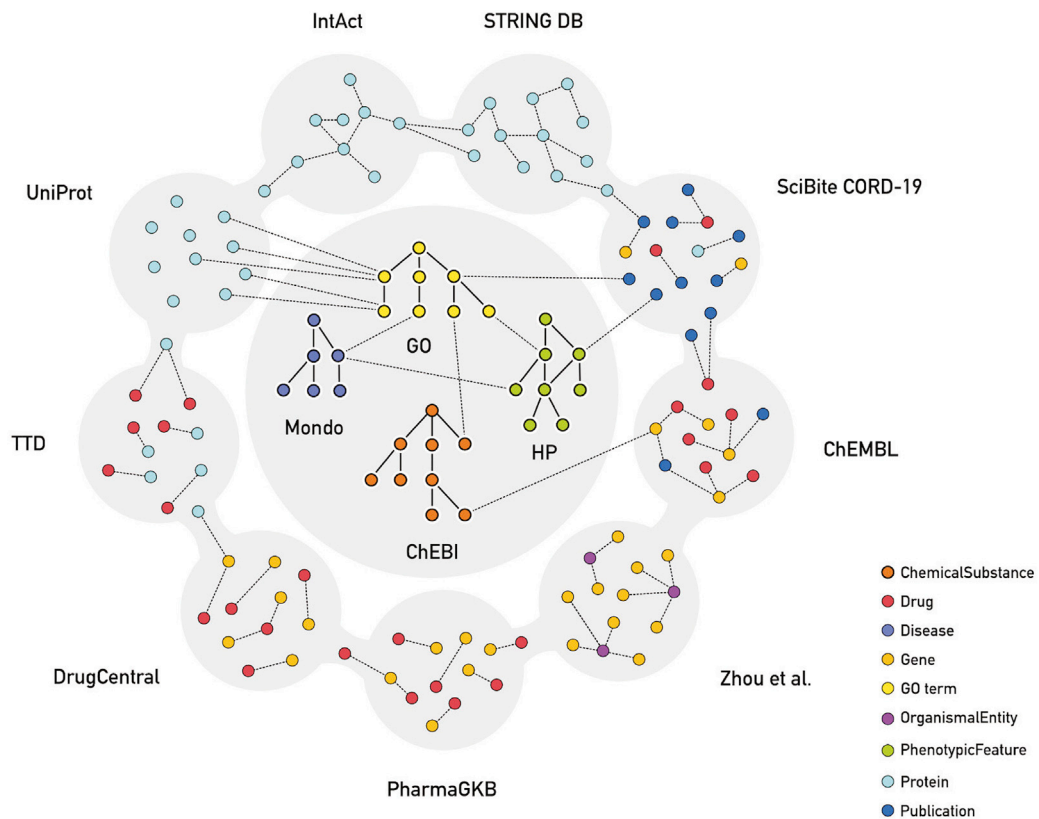 IntAct
STRING DB
UniProt
SciBite CORD-19
GO
Mondo
HP
TTD
ChEMBL
ChEBI
ChemicalSubstance
Drug
Disease
Gene
GO term
OrganismalEntity
PhenotypicFeature
Protein
Publication
DrugCentral
Zhou et al.
PharmaGKB